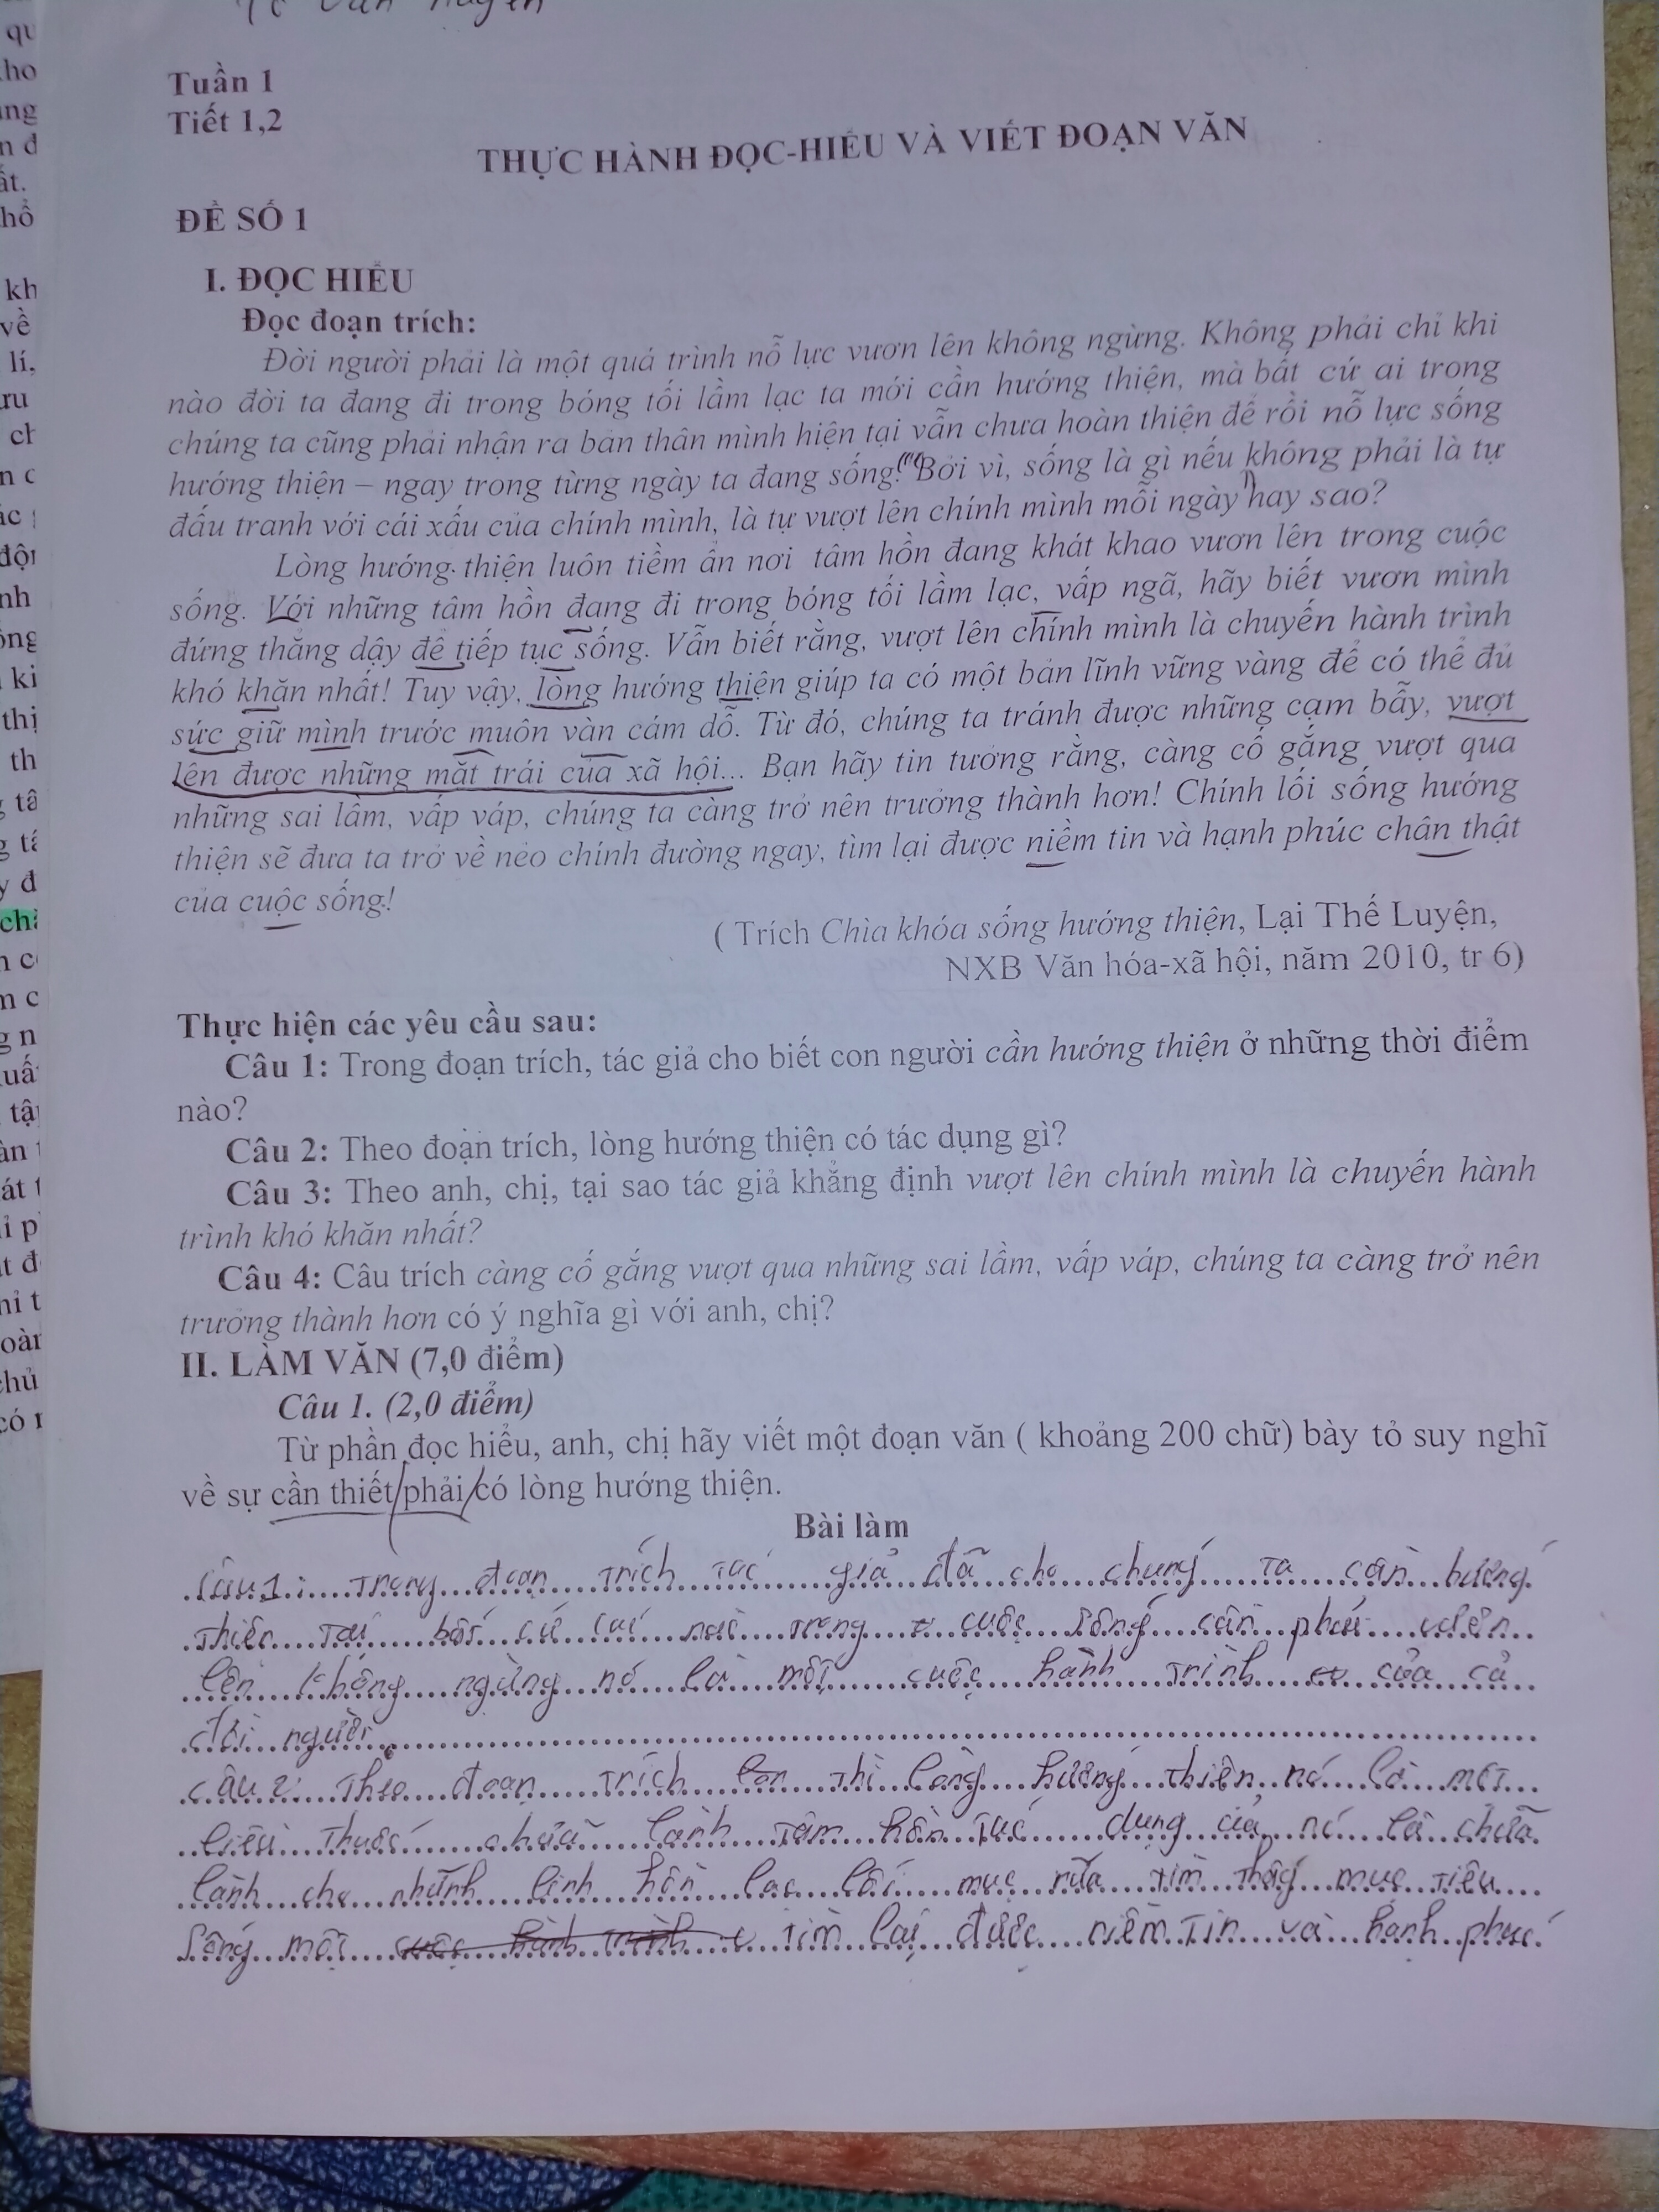 Tuần 1
Tiết 1,2
THỰC HÀNH ĐỌC-HIỂU VÀ VIẾT ĐOẠN VĂN
ĐỀ SỐ 1
I. ĐỌC HIỂU
Đọc đoạn trích:
Đời người phải là một quá trình nỗ lực vươn lên không ngừng. Không phải chỉ khi
nào đời ta đang đi trong bóng tối lầm lạc ta mới cần hướng thiện, mà bất cứ ai trong
chúng ta cũng phải nhận ra bản thân mình hiện tại vẫn chưa hoàn thiện để rồi nỗ lực sống
hướng thiện – ngay trong từng ngày ta đang sống. Bởi vì, sống là gì nếu không phải là tự
đấu tranh với cái xấu của chính mình, là tự vượt lên chính mình mỗi ngày hay sao?
Lòng hướng thiện luôn tiềm ẩn nơi tâm hồn đang khát khao vươn lên trong cuộc
sống. Với những tâm hồn đang đi trong bóng tối lầm lạc, vấp ngã, hãy biết vươn mình
đứng thẳng dậy để tiếp tục sống. Vẫn biết rằng, vượt lên chính mình là chuyến hành trình
khó khăn nhất! Tuy vậy, lòng hướng thiện giúp ta có một bản lĩnh vững vàng để có thể đủ
sức giữ mình trước muôn vàn cám dỗ. Từ đó, chúng ta tránh được những cạm bẫy, vượt
lên được những mặt trái của xã hội... Bạn hãy tin tưởng rằng, càng cố gắng vượt qua
những sai lầm, vấp váp, chúng ta càng trở nên trưởng thành hơn! Chính lối sống hướng
thiện sẽ đưa ta trở về nẻo chính đường ngay, tìm lại được niềm tin và hạnh phúc chân thật
của cuộc sống!
( Trích Chìa khóa sống hướng thiện, Lại Thế Luyện,
NXB Văn hóa-xã hội, năm 2010, tr 6)
Thực hiện các yêu cầu sau:
Câu 1: Trong đoạn trích, tác giả cho biết con người cần hướng thiện ở những thời điểm
nào?
Câu 2: Theo đoạn trích, lòng hướng thiện có tác dụng gì?
Câu 3: Theo anh, chị, tại sao tác giả khẳng định vượt lên chính mình là chuyến hành
trình khó khăn nhất?
Câu 4: Câu trích càng cố gắng vượt qua những sai lầm, vấp váp, chúng ta càng trở nên
trưởng thành hơn có ý nghĩa gì với anh, chị?
II. LÀM VĂN (7,0 điểm)
Câu 1. (2,0 điểm)
Từ phần đọc hiểu, anh, chị hãy viết một đoạn văn ( khoảng 200 chữ) bày tỏ suy nghĩ
về sự cần thiết phải có lòng hướng thiện.
Bài làm
Câu 1: Trong đoạn trích tác giả đã cho chúng ta cần hướng
thiện tại bất cứ nào trong cuộc sống cần phải
lên không ngừng nó là một cuộc hành trình của cả
đời người.
câu 2: Theo đoạn trích thì lòng hướng thiện, nó là một
liều thuốc chữa lành tâm hồn tác dụng của nó là chữa
lành cho những linh hồn lạc lối mục rữa tìm thấy mục tiêu
sống một tìm lại được niềm tin và hạnh phúc